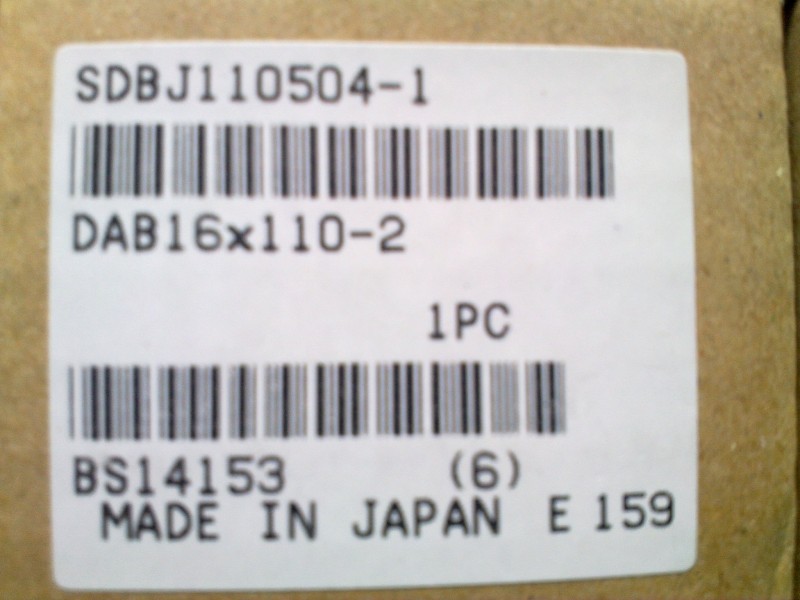 SDBJ110504-1
DAB16x110-2
1PC
BS14153 (6)
MADE IN JAPAN E 159